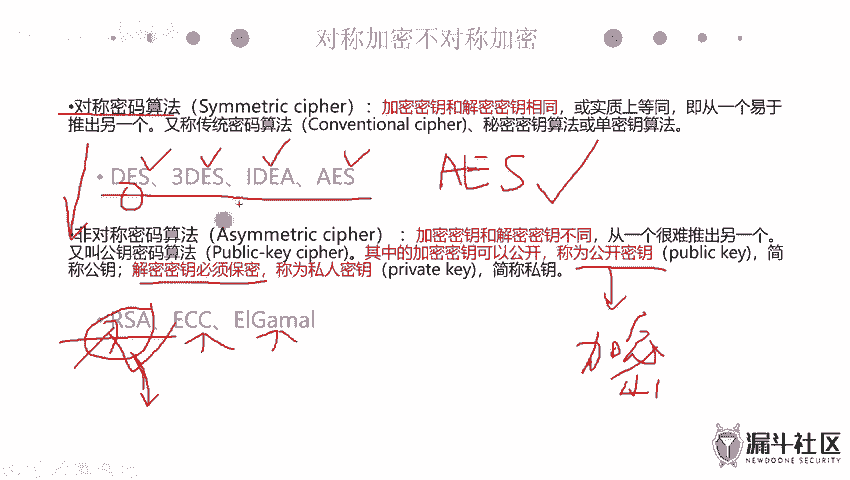 对称加密不对称加密
•对称密码算法（Symmetric cipher）：加密密钥和解密密钥相同，或实质上等同，即从一个易于
推出另一个。又称传统密码算法（Conventional cipher)、秘密密钥算法或单密钥算法。
• DES、3DES、IDEA、AES
AES
•非对称密码算法（Asymmetric cipher）：加密密钥和解密密钥不同，从一个很难推出另一个。
又叫公钥密码算法（Public-key cipher)。其中的加密密钥可以公开，称为公开密钥（public key)，简
称公钥；解密密钥必须保密，称为私人密钥（private key)，简称私钥。
• RSA、ECC、ElGamal
加密
漏斗社区
NEWDOONE SECURITY